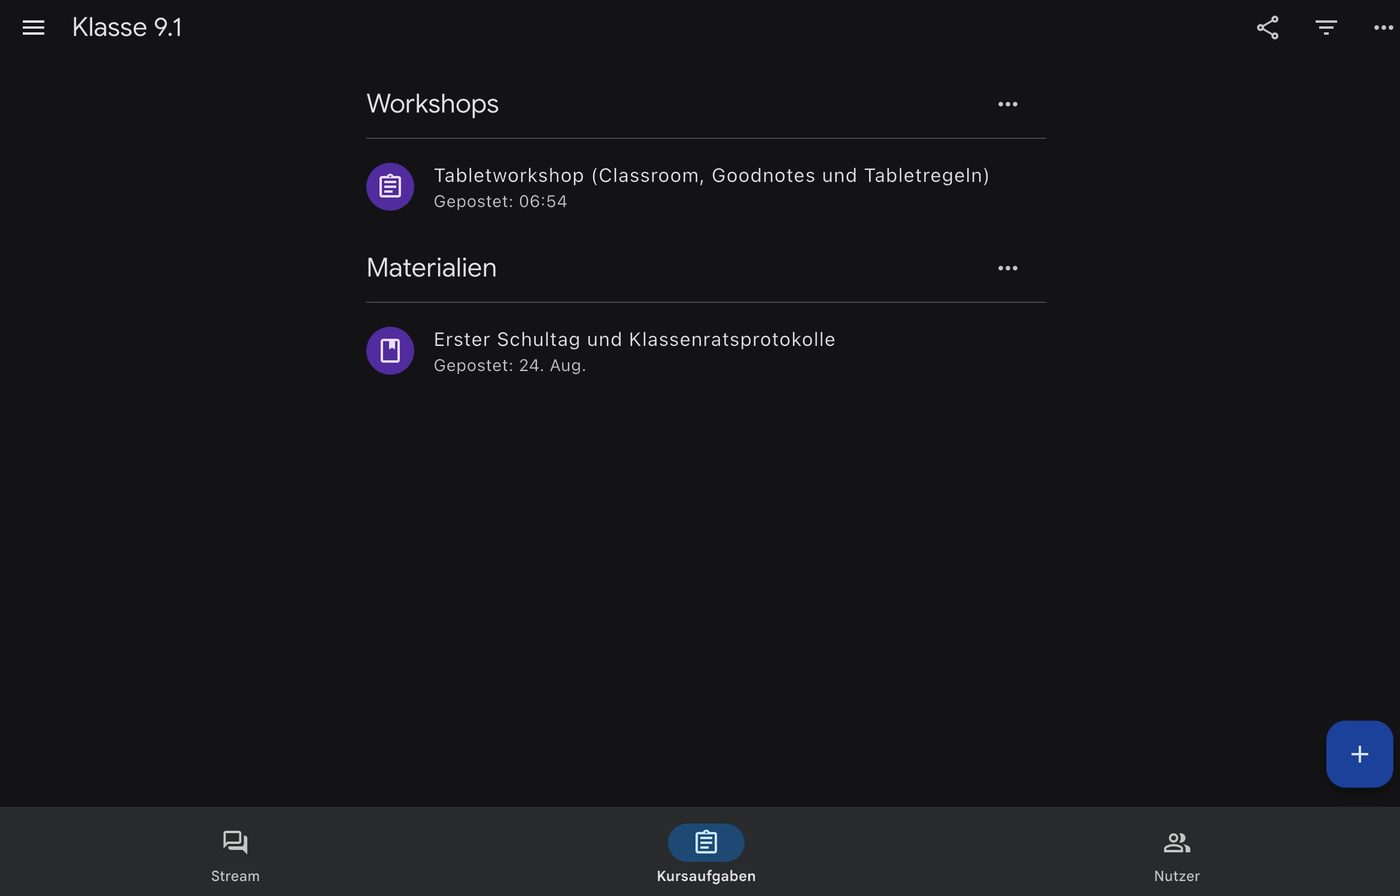 Klasse 9.1
Workshops
Tabletworkshop (Classroom, Goodnotes und Tabletregeln)
Gepostet: 06:54
Materialien
Erster Schultag und Klassenratsprotokolle
Gepostet: 24. Aug.
Stream
Kursaufgaben
Nutzer